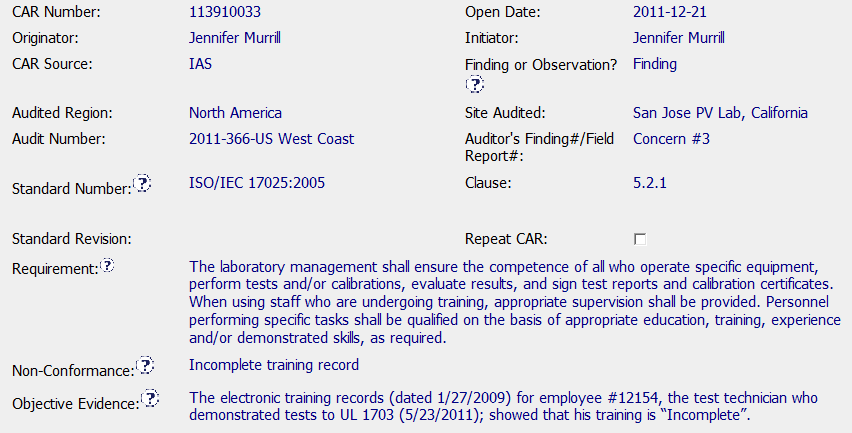 CAR Number: 113910033 Open Date: 2011-12-21
Originator: Jennifer Murrill Initiator: Jennifer Murrill
CAR Source: IAS Finding or Observation? Finding
?
Audited Region: North America Site Audited: San Jose PV Lab, California
Audit Number: 2011-366-US West Coast Auditor's Finding#/Field Concern #3
Report#:
Standard Number: ? ISO/IEC 17025:2005 Clause: 5.2.1
Standard Revision: Repeat CAR:
Requirement: ? The laboratory management shall ensure the competence of all who operate specific equipment,
perform tests and/or calibrations, evaluate results, and sign test reports and calibration certificates.
When using staff who are undergoing training, appropriate supervision shall be provided. Personnel
performing specific tasks shall be qualified on the basis of appropriate education, training, experience
and/or demonstrated skills, as required.
Non-Conformance: ? Incomplete training record
Objective Evidence: ? The electronic training records (dated 1/27/2009) for employee #12154, the test technician who
demonstrated tests to UL 1703 (5/23/2011); showed that his training is “Incomplete”.